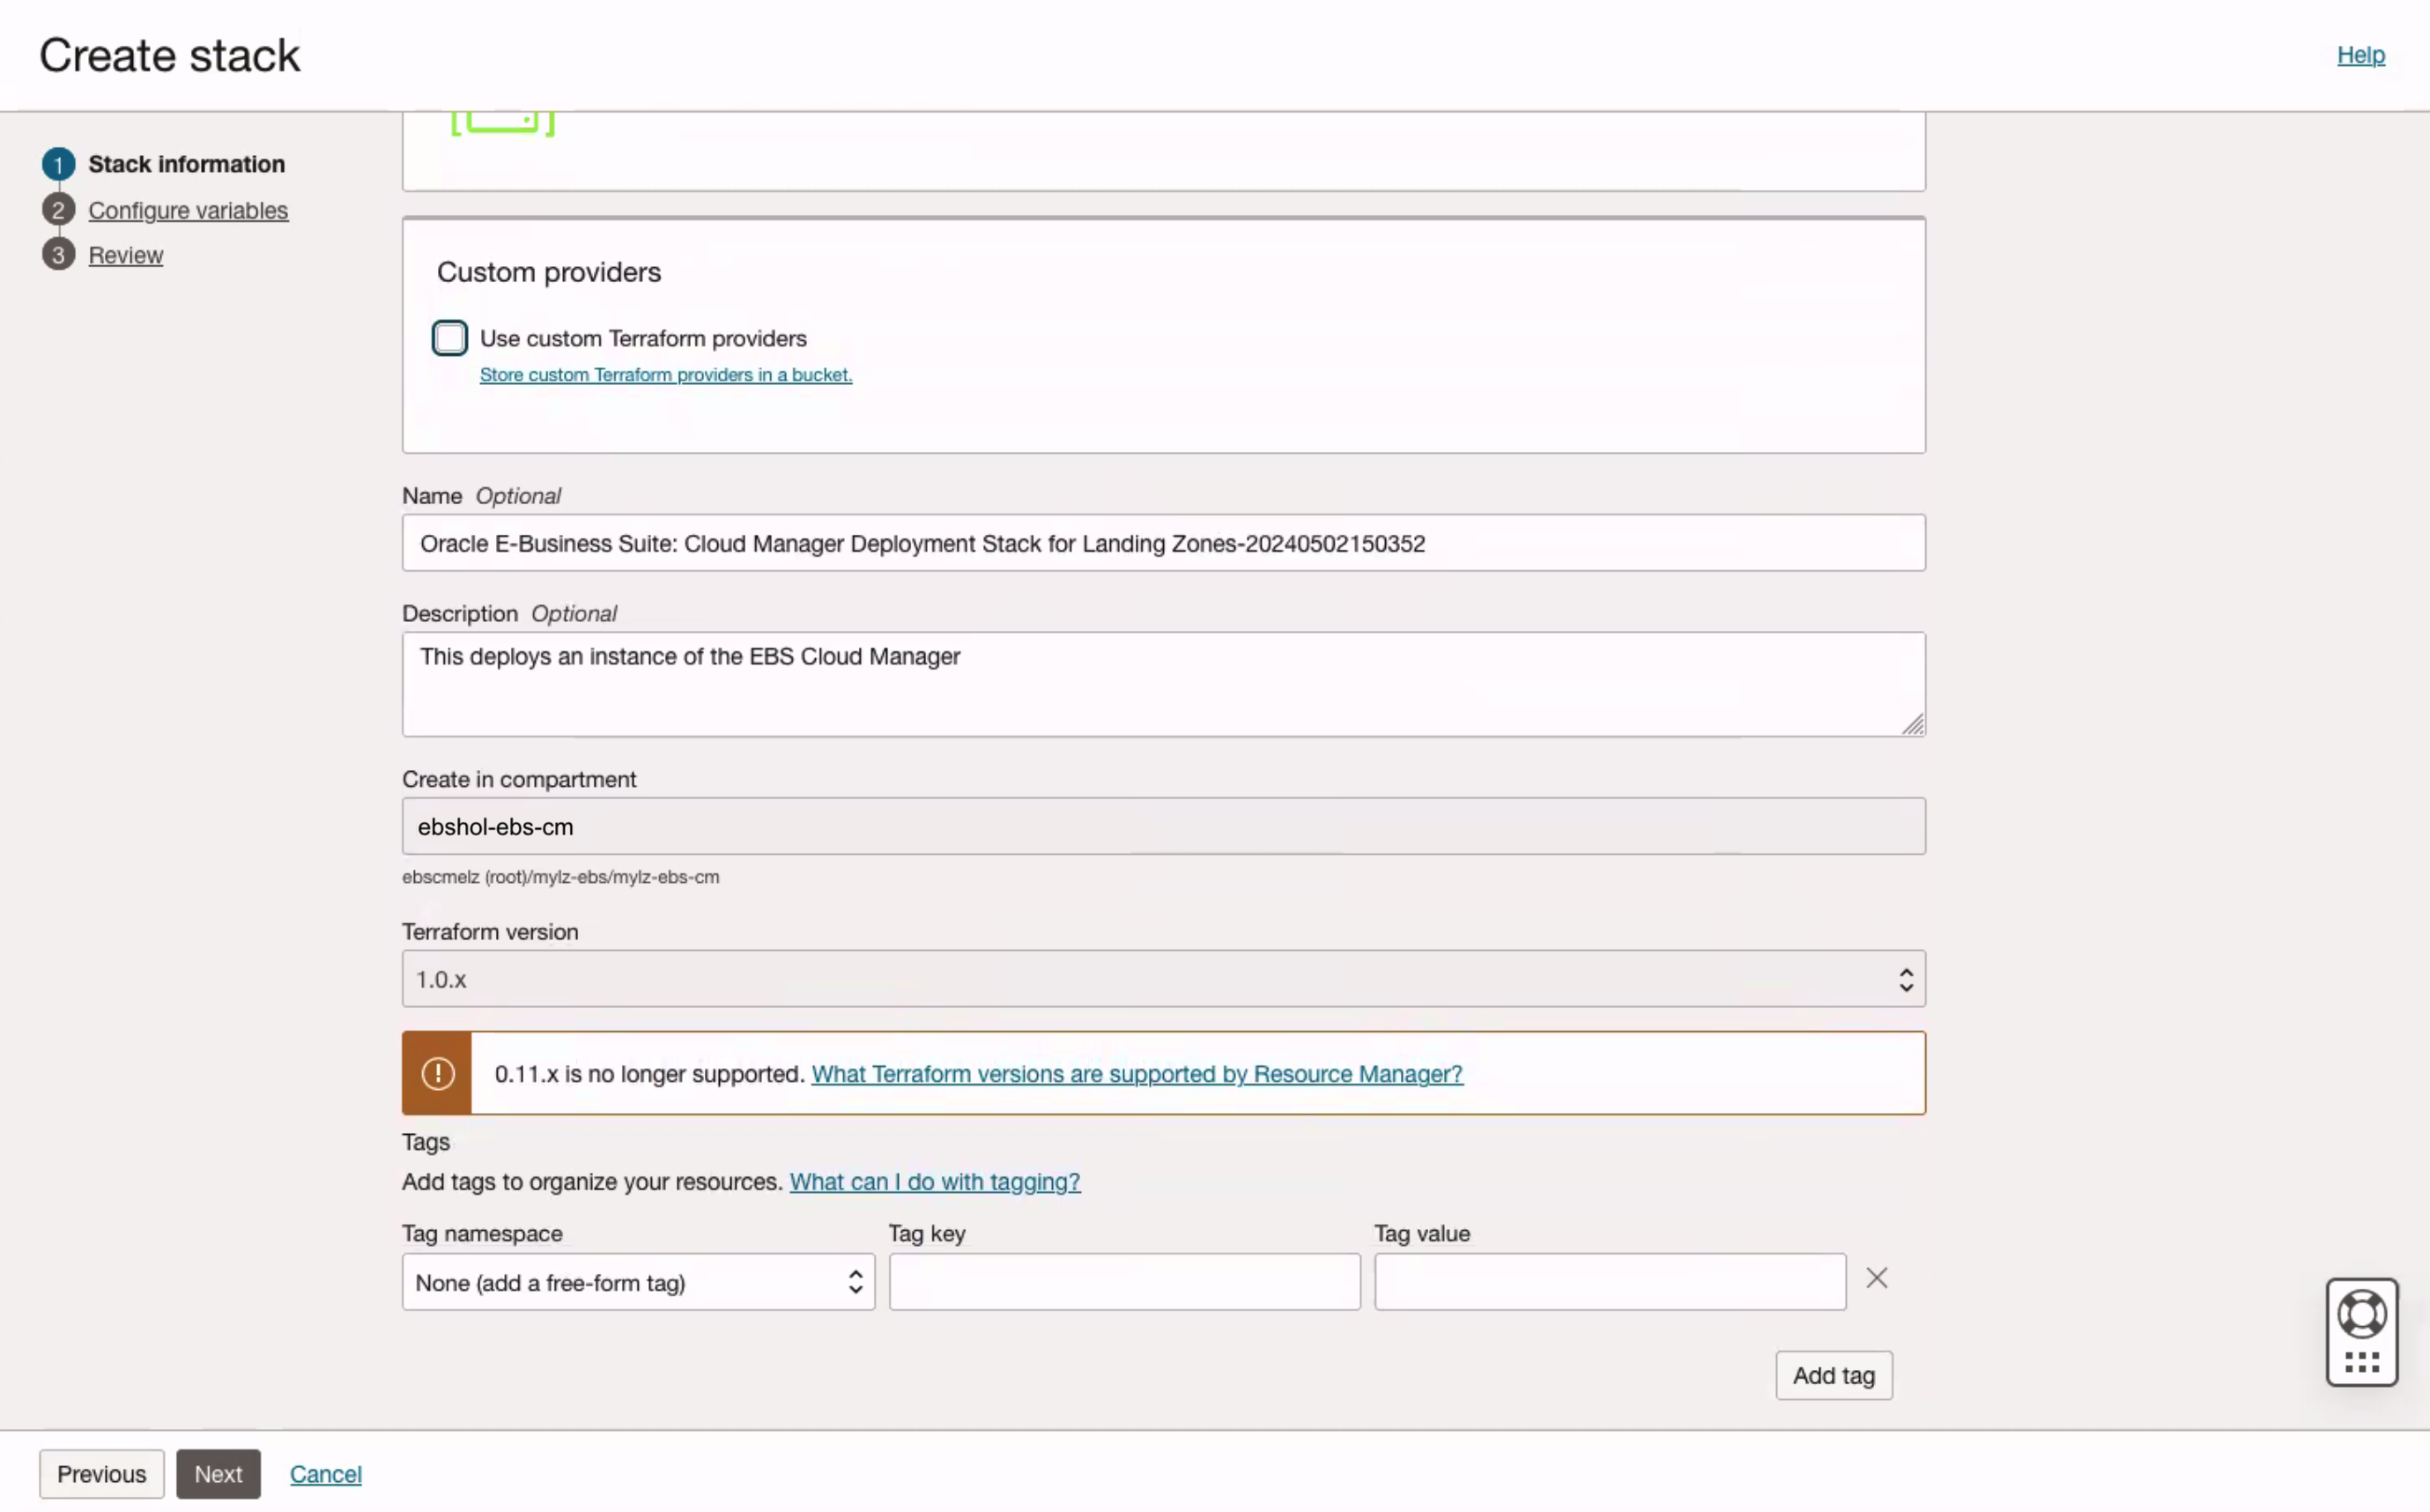 Create stack
Help
1 Stack information
2 Configure variables
3 Review
Custom providers
Use custom Terraform providers
Store custom Terraform providers in a bucket.
Name Optional
Oracle E-Business Suite: Cloud Manager Deployment Stack for Landing Zones-20240502150352
Description Optional
This deploys an instance of the EBS Cloud Manager
Create in compartment
ebshol-ebs-cm
ebscmelz (root)/mylz-ebs/mylz-ebs-cm
Terraform version
1.0.x
0.11.x is no longer supported. What Terraform versions are supported by Resource Manager?
Tags
Add tags to organize your resources. What can I do with tagging?
Tag namespace Tag key Tag value
None (add a free-form tag)
Add tag
Previous Next Cancel